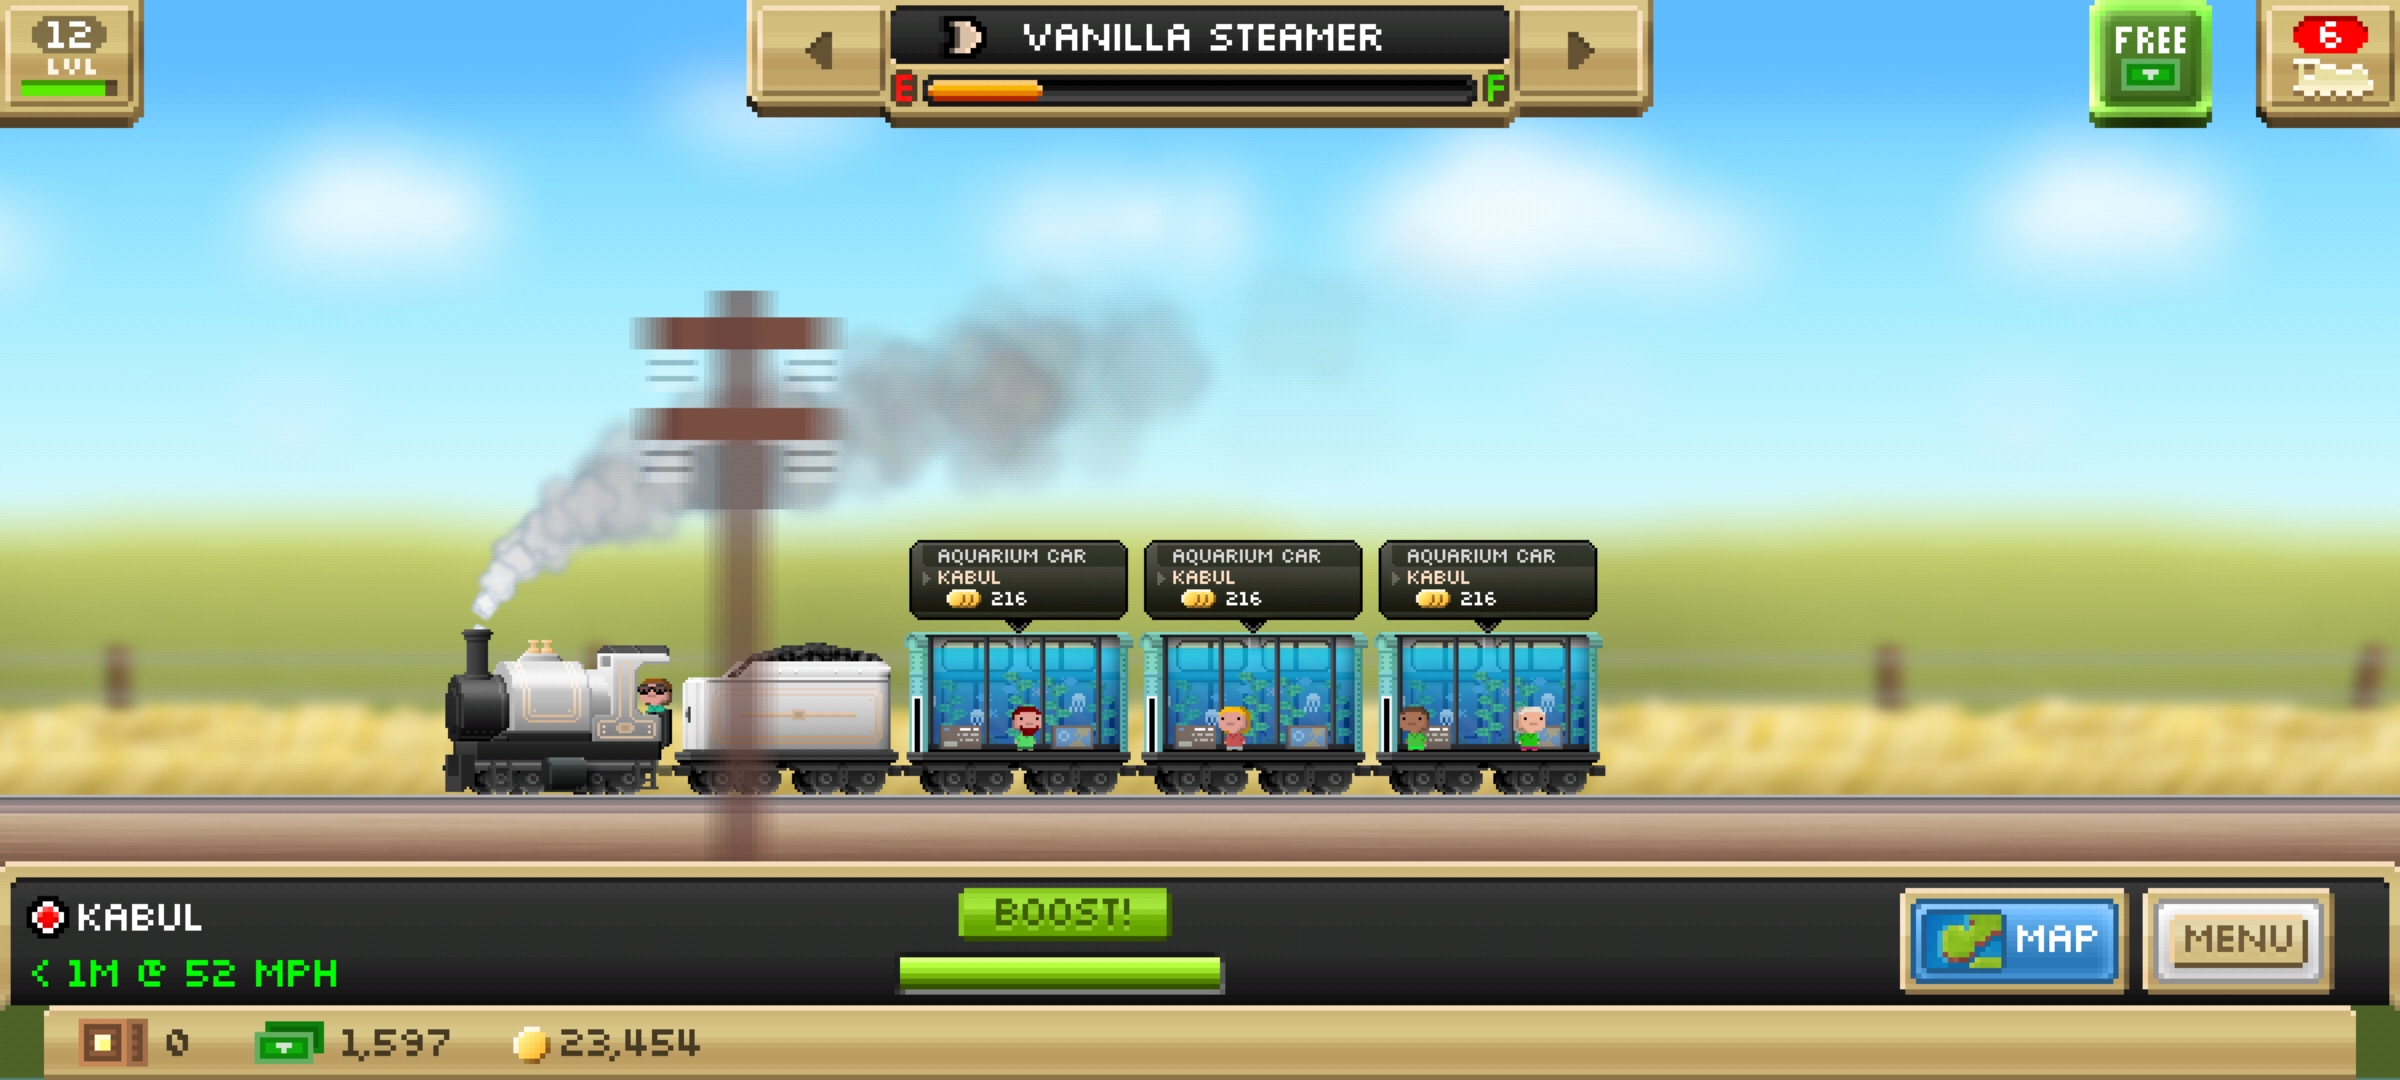 12
LVL
VANILLA STEAMER
E
F
FREE
6
AQUARIUM CAR
KABUL
216
AQUARIUM CAR
KABUL
216
AQUARIUM CAR
KABUL
216
KABUL
< 1M @ 52 MPH
BOOST!
MAP
MENU
0
1,597
23,454